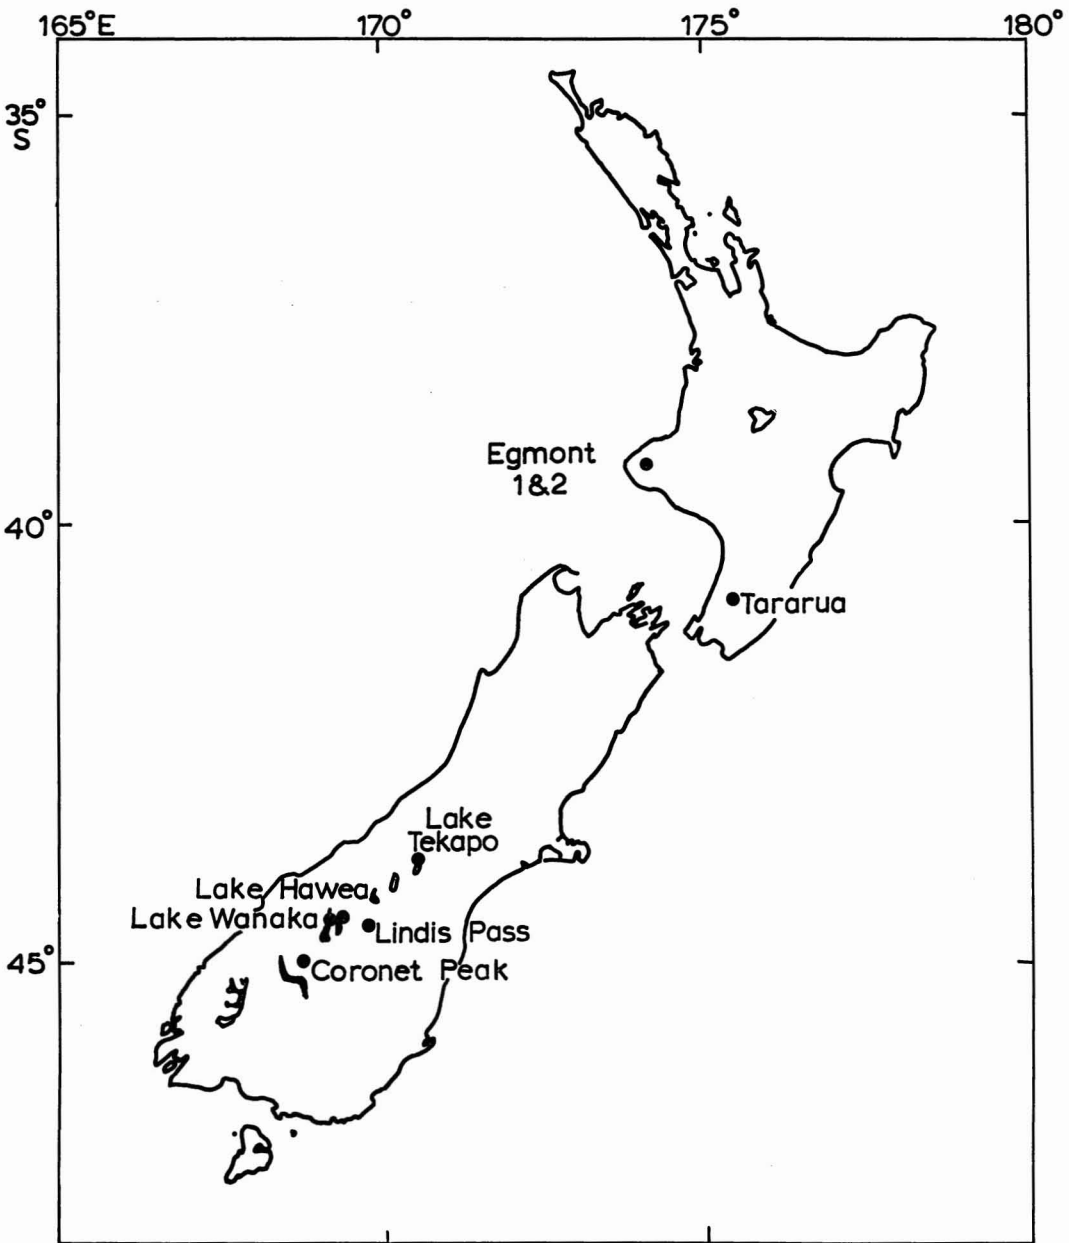 165°E 170° 175° 180°
35°
S
Egmont
1&2
40°
Tararua
Lake
Tekapo
Lake Hawea
Lake Wanaka
Lindis Pass
45°
Coronet Peak